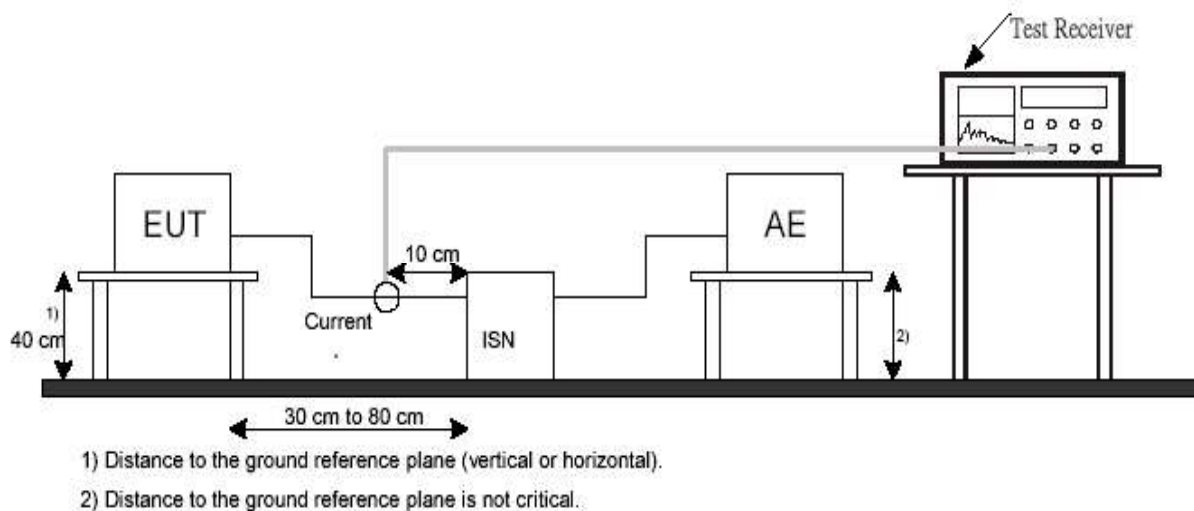 Test Receiver
EUT
AE
10 cm
1)
40 cm
Current
ISN
2)
30 cm to 80 cm
1) Distance to the ground reference plane (vertical or horizontal).
2) Distance to the ground reference plane is not critical.